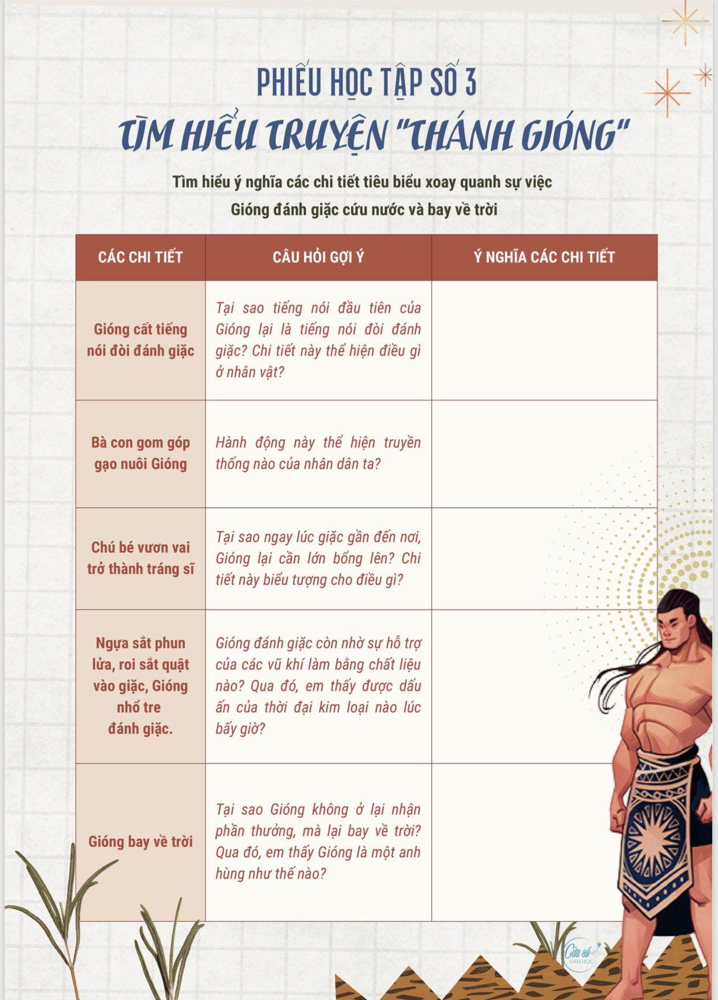 PHIẾU HỌC TẬP SỐ 3
TÌM HIỂU TRUYỆN "THÁNH GIÓNG"
Tìm hiểu ý nghĩa các chi tiết tiêu biểu xoay quanh sự việc
Gióng đánh giặc cứu nước và bay về trời
CÁC CHI TIẾT
CÂU HỎI GỢI Ý
Ý NGHĨA CÁC CHI TIẾT
Gióng cất tiếng
nói đòi đánh giặc
Tại sao tiếng nói đầu tiên của
Gióng lại là tiếng nói đòi đánh
giặc? Chi tiết này thể hiện điều gì
ở nhân vật?
Bà con gom góp
gạo nuôi Gióng
Hành động này thể hiện truyền
thống nào của nhân dân ta?
Chú bé vươn vai
trở thành tráng sĩ
Tại sao ngay lúc giặc gần đến nơi,
Gióng lại cần lớn bổng lên? Chi
tiết này biểu tượng cho điều gì?
Ngựa sắt phun
lửa, roi sắt quật
vào giặc, Gióng
nhổ tre
đánh giặc.
Gióng đánh giặc còn nhờ sự hỗ trợ
của các vũ khí làm bằng chất liệu
nào? Qua đó, em thấy được dấu
ấn của thời đại kim loại nào lúc
bấy giờ?
Gióng bay về trời
Tại sao Gióng không ở lại nhận
phần thưởng, mà lại bay về trời?
Qua đó, em thấy Gióng là một anh
hùng như thế nào?
Cửa sổ
VĂN HỌC